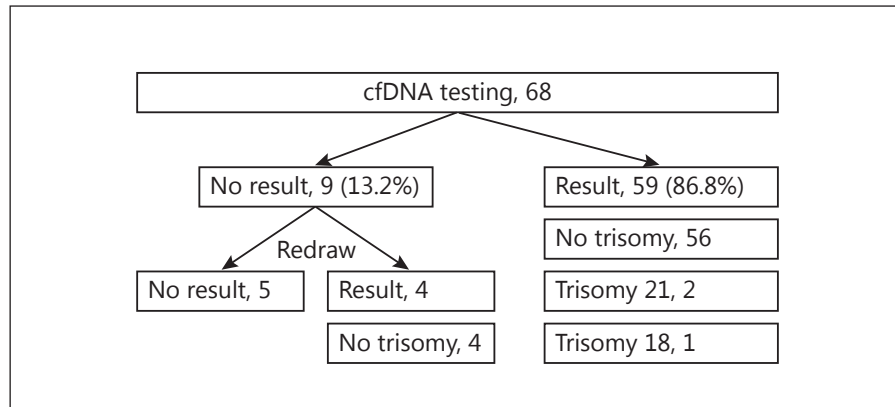 cfDNA testing, 68
No result, 9 (13.2%)
Result, 59 (86.8%)
No trisomy, 56
Redraw
No result, 5
Result, 4
Trisomy 21, 2
No trisomy, 4
Trisomy 18, 1